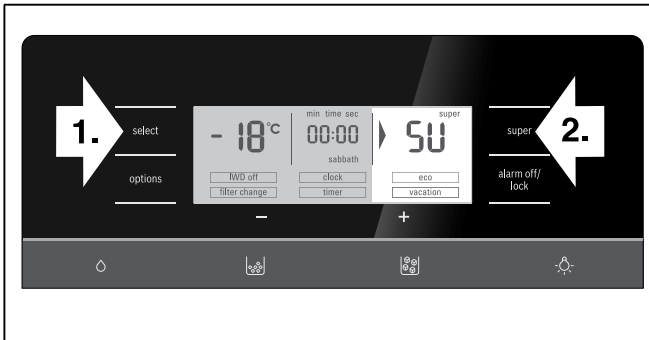 1.
select
options
- 18°C
min time sec
00:00
sabbath
super
SU
IWD off
filter change
clock
timer
eco
vacation
super
2.
alarm off/
lock
−
+